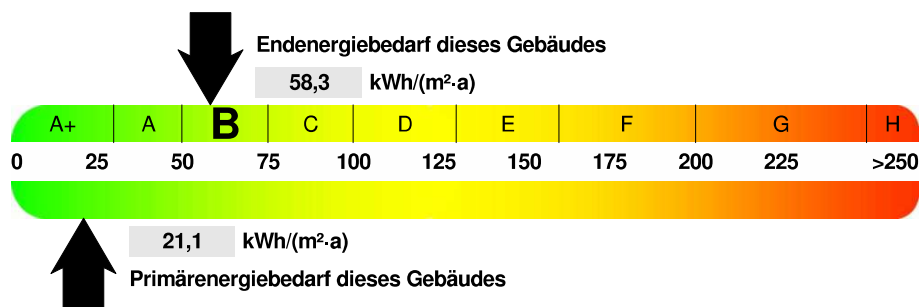 Endenergiebedarf dieses Gebäudes
58,3 kWh/(m²·a)
A+ A B C D E F G H
0 25 50 75 100 125 150 175 200 225 >250
21,1 kWh/(m²·a)
Primärenergiebedarf dieses Gebäudes